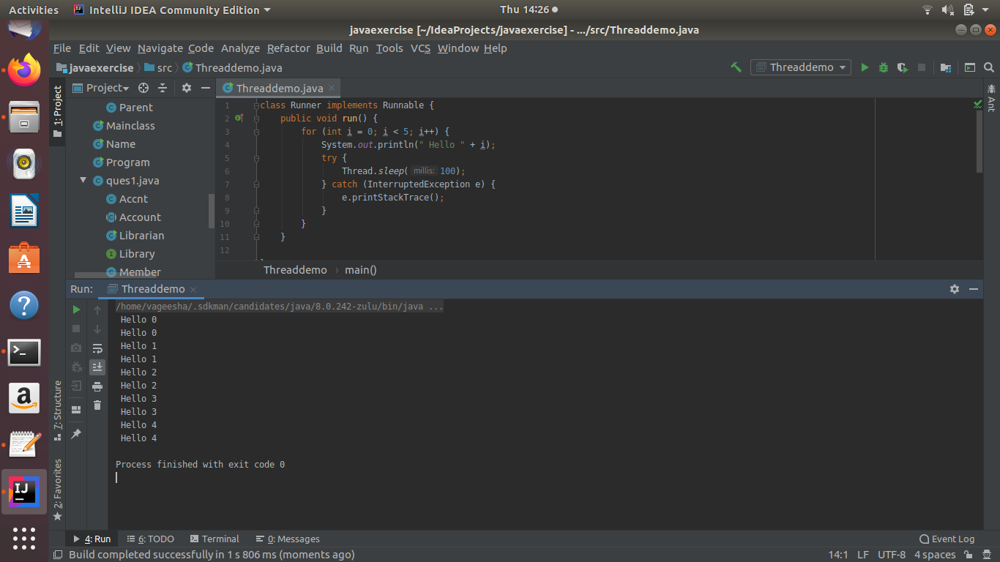 Activities IntelliJ IDEA Community Edition Thu 14:26
javaexercise [~/IdeaProjects/javaexercise] - .../src/Threaddemo.java
File Edit View Navigate Code Analyze Refactor Build Run Tools VCS Window Help
javaexercise src Threaddemo.java Threaddemo
1: Project
Project
Parent
Mainclass
Name
Program
ques1.java
Accnt
Account
Librarian
Library
Member
Threaddemo.java
1 class Runner implements Runnable {
2 public void run() {
3 for (int i = 0; i < 5; i++) {
4 System.out.println(" Hello " + i);
5 try {
6 Thread.sleep( millis: 100);
7 } catch (InterruptedException e) {
8 e.printStackTrace();
9 }
10 }
11 }
12
Threaddemo › main()
Ant
Run: Threaddemo
/home/vageesha/.sdkman/candidates/java/8.0.242-zulu/bin/java ...
Hello 0
Hello 0
Hello 1
Hello 1
Hello 2
Hello 2
Hello 3
Hello 3
Hello 4
Hello 4
Process finished with exit code 0
7: Structure
2: Favorites
4: Run 6: TODO Terminal 0: Messages Event Log
Build completed successfully in 1 s 806 ms (moments ago) 14:1 LF UTF-8 4 spaces